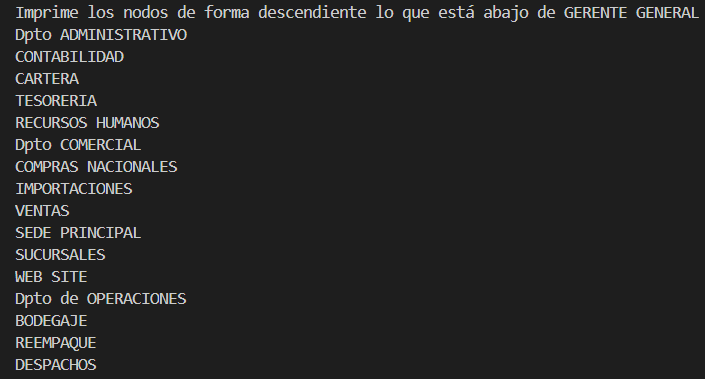 Imprime los nodos de forma descendiente lo que está abajo de GERENTE GENERAL
Dpto ADMINISTRATIVO
CONTABILIDAD
CARTERA
TESORERIA
RECURSOS HUMANOS
Dpto COMERCIAL
COMPRAS NACIONALES
IMPORTACIONES
VENTAS
SEDE PRINCIPAL
SUCURSALES
WEB SITE
Dpto de OPERACIONES
BODEGAJE
REEMPAQUE
DESPACHOS